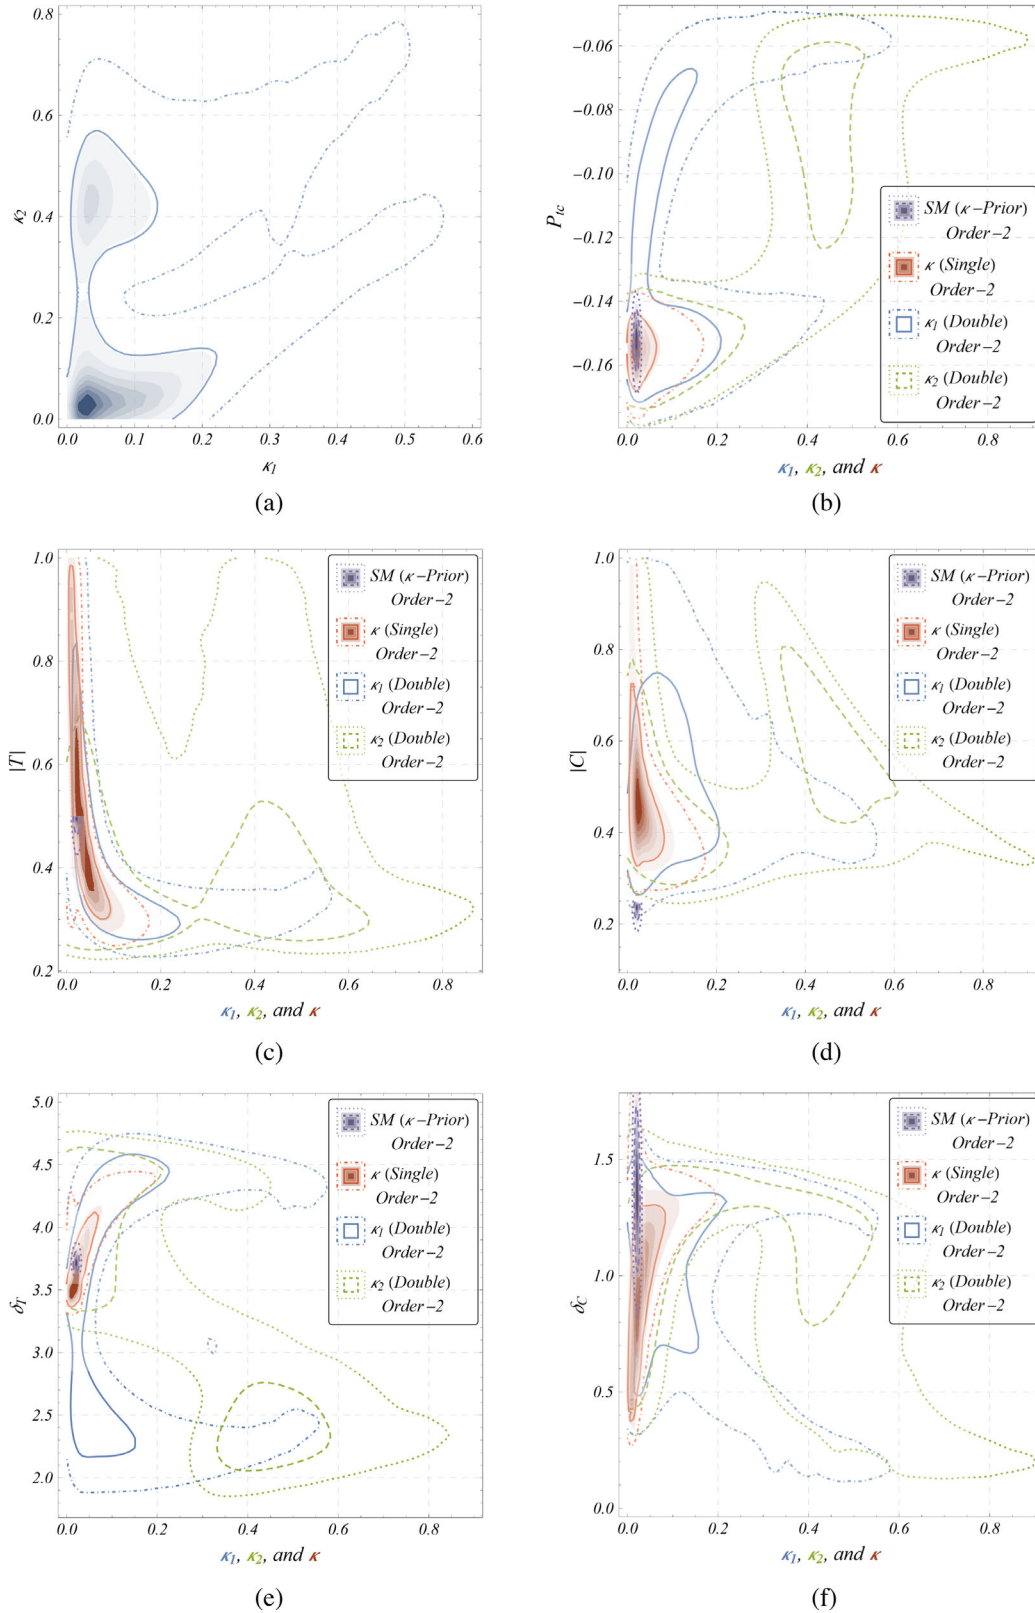 0.8
0.6
κ2
0.4
0.2
0.0
0.0 0.1 0.2 0.3 0.4 0.5 0.6
κ1
(a)
−0.06
−0.08
−0.10
Ptc
−0.12
−0.14
−0.16
SM (κ−Prior)
Order−2
κ (Single)
Order−2
κ1 (Double)
Order−2
κ2 (Double)
Order−2
0.0 0.2 0.4 0.6 0.8
κ1, κ2, and κ
(b)
1.0
0.8
|T|
0.6
0.4
0.2
SM (κ−Prior)
Order−2
κ (Single)
Order−2
κ1 (Double)
Order−2
κ2 (Double)
Order−2
0.0 0.2 0.4 0.6 0.8
κ1, κ2, and κ
(c)
1.0
0.8
|C|
0.6
0.4
0.2
SM (κ−Prior)
Order−2
κ (Single)
Order−2
κ1 (Double)
Order−2
κ2 (Double)
Order−2
0.0 0.2 0.4 0.6 0.8
κ1, κ2, and κ
(d)
5.0
4.5
4.0
δT
3.5
3.0
2.5
2.0
SM (κ−Prior)
Order−2
κ (Single)
Order−2
κ1 (Double)
Order−2
κ2 (Double)
Order−2
0.0 0.2 0.4 0.6 0.8
κ1, κ2, and κ
(e)
1.5
1.0
δC
0.5
0.0
SM (κ−Prior)
Order−2
κ (Single)
Order−2
κ1 (Double)
Order−2
κ2 (Double)
Order−2
0.0 0.2 0.4 0.6 0.8
κ1, κ2, and κ
(f)